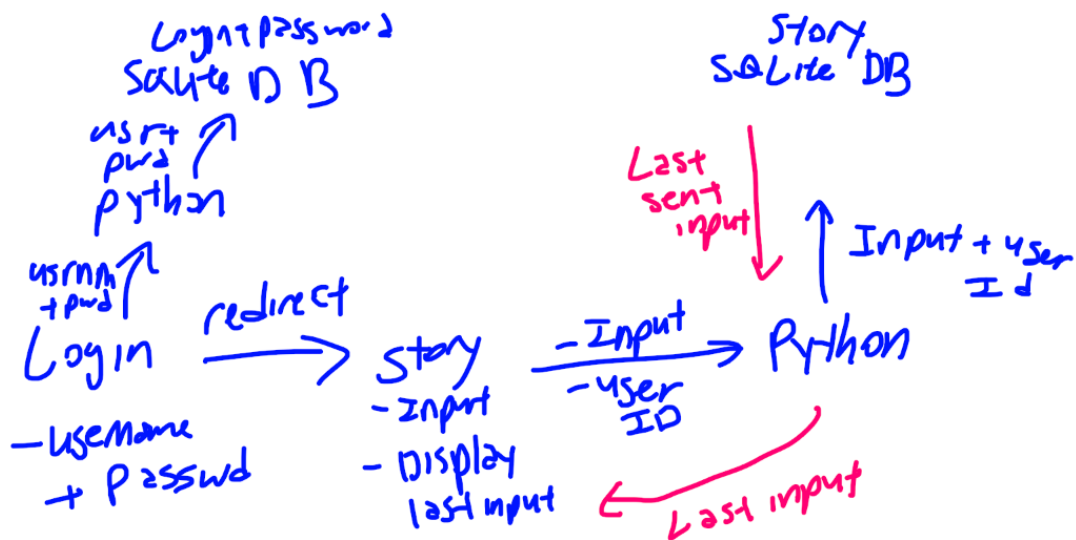 Login+password
SQLite DB
usr+
pwd
python
usrnm
+pwd
Login
-username
+ Passwd
redirect
Story
-Input
-Display
last input
-Input
-user
ID
Story
SQLite DB
Last
sent
input
Input + user
Id
Python
Last input